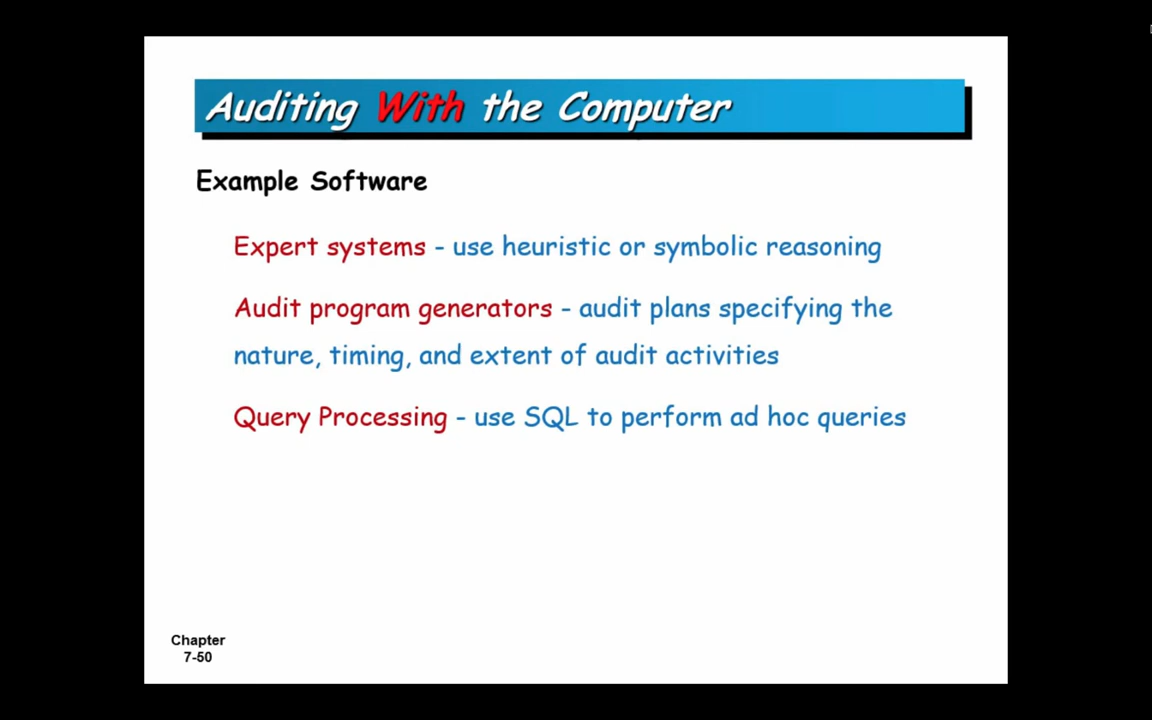 Auditing With the Computer
Example Software
Expert systems - use heuristic or symbolic reasoning
Audit program generators - audit plans specifying the
nature, timing, and extent of audit activities
Query Processing - use SQL to perform ad hoc queries
Chapter
7-50